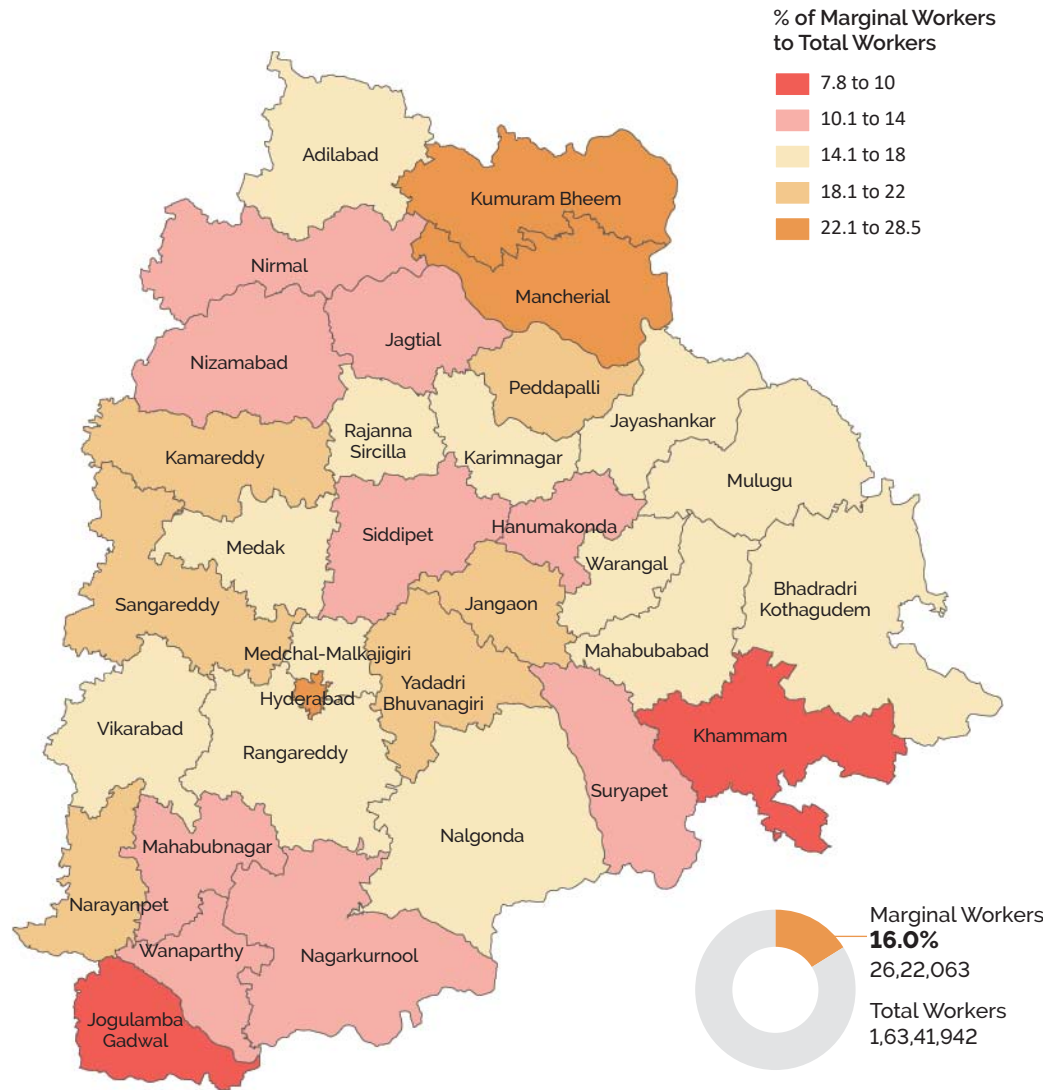 % of Marginal Workers
to Total Workers
7.8 to 10
10.1 to 14
14.1 to 18
18.1 to 22
22.1 to 28.5
Adilabad
Kumuram Bheem
Nirmal
Mancherial
Jagtial
Nizamabad
Peddapalli
Jayashankar
Rajanna
Sircilla
Karimnagar
Kamareddy
Mulugu
Siddipet
Hanumakonda
Medak
Warangal
Bhadradri
Kothagudem
Sangareddy
Jangaon
Mahabubabad
Medchal-Malkajigiri
Yadadri
Bhuvanagiri
Hyderabad
Vikarabad
Rangareddy
Khammam
Suryapet
Nalgonda
Mahabubnagar
Narayanpet
Wanaparthy
Nagarkurnool
Jogulamba
Gadwal
Marginal Workers
16.0%
26,22,063
Total Workers
1,63,41,942